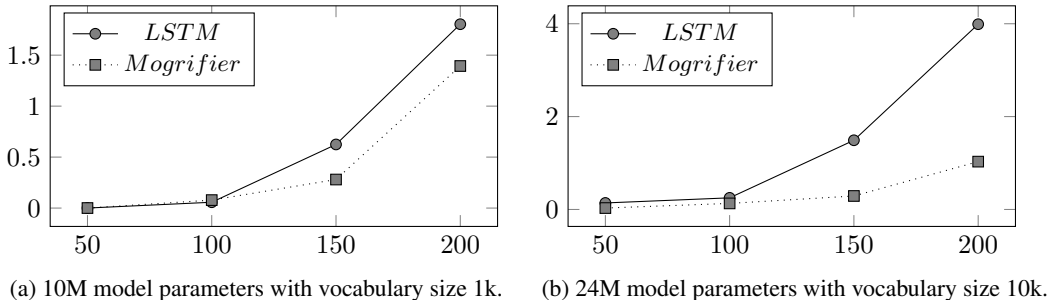 LSTM
Mogrifier
1.5
1
0.5
0
50 100 150 200
(a) 10M model parameters with vocabulary size 1k.
LSTM
Mogrifier
4
2
0
50 100 150 200
(b) 24M model parameters with vocabulary size 10k.